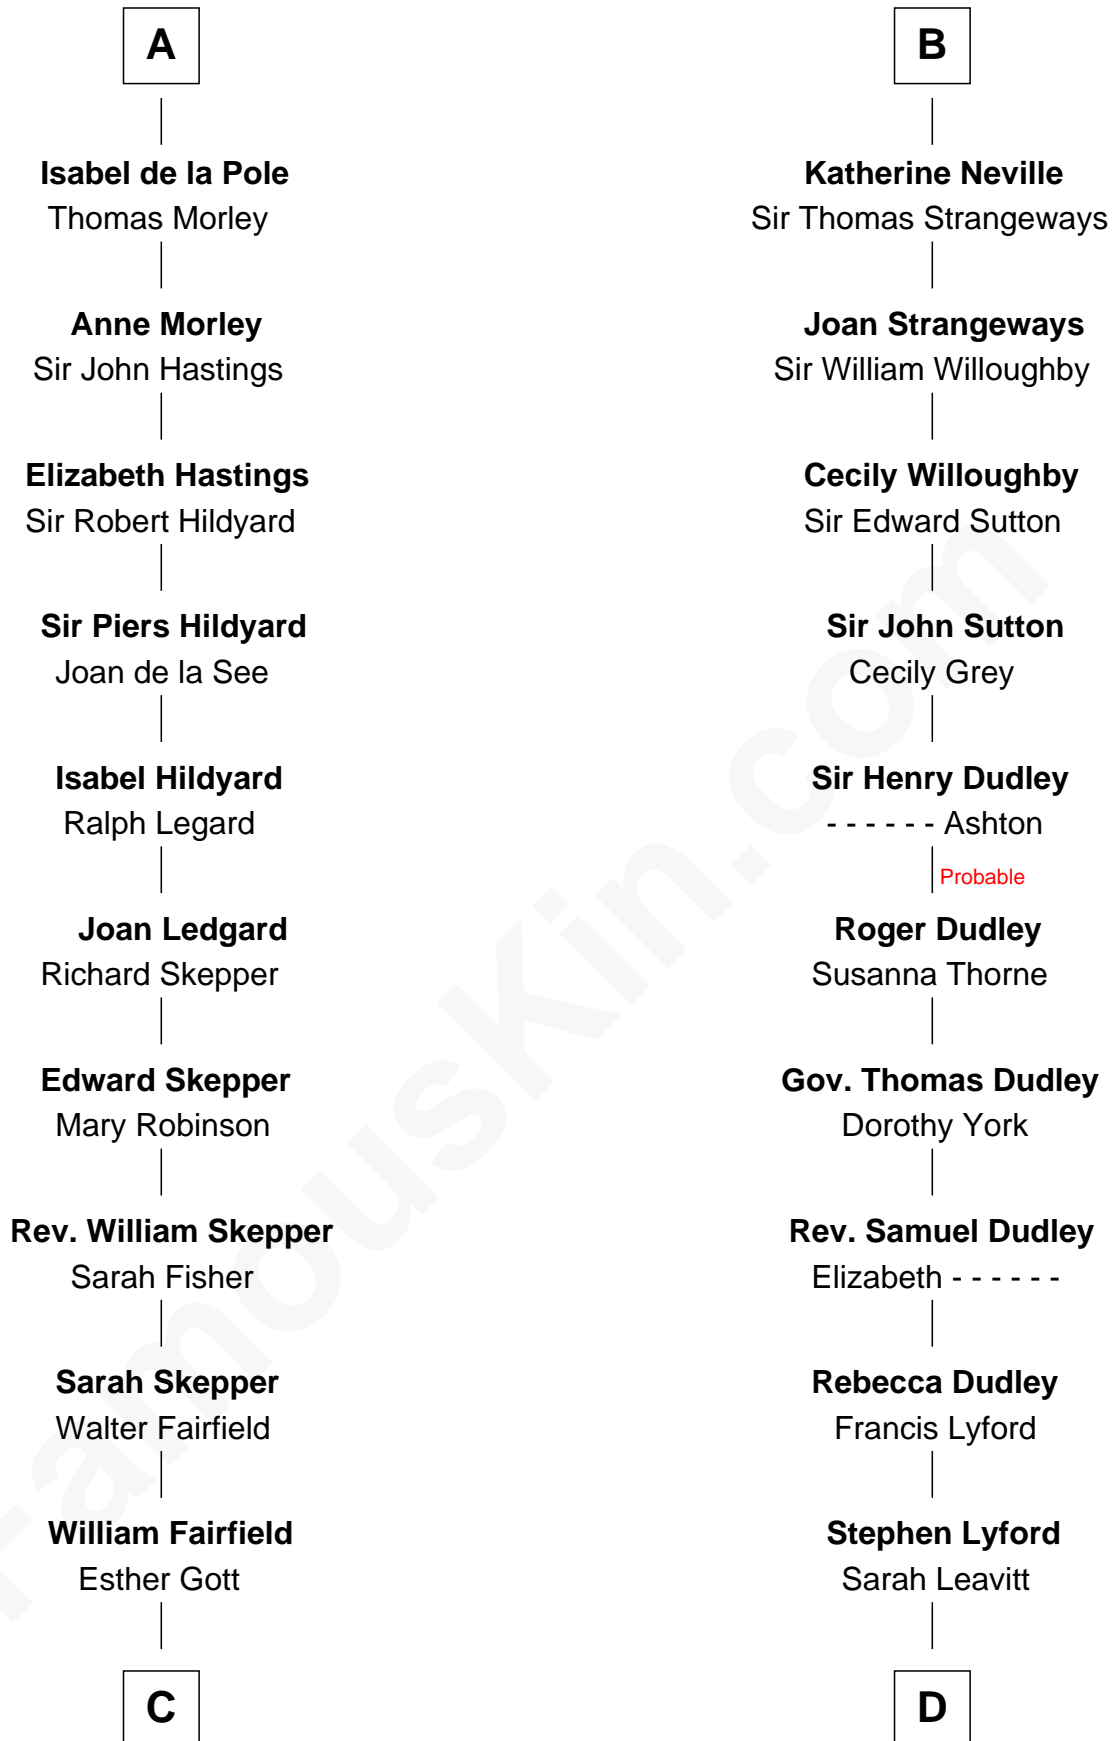 A
Isabel de la Pole
Thomas Morley
Anne Morley
Sir John Hastings
Elizabeth Hastings
Sir Robert Hildyard
Sir Piers Hildyard
Joan de la See
Isabel Hildyard
Ralph Legard
Joan Ledgard
Richard Skepper
Edward Skepper
Mary Robinson
Rev. William Skepper
Sarah Fisher
Sarah Skepper
Walter Fairfield
William Fairfield
Esther Gott
C
B
Katherine Neville
Sir Thomas Strangeways
Joan Strangeways
Sir William Willoughby
Cecily Willoughby
Sir Edward Sutton
Sir John Sutton
Cecily Grey
Sir Henry Dudley
- - - - - - Ashton
Probable
Roger Dudley
Susanna Thorne
Gov. Thomas Dudley
Dorothy York
Rev. Samuel Dudley
Elizabeth - - - - - -
Rebecca Dudley
Francis Lyford
Stephen Lyford
Sarah Leavitt
D
FamousKin.com